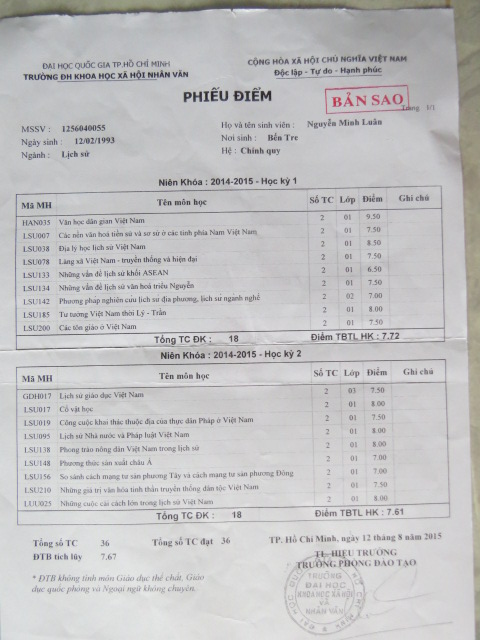 ĐẠI HỌC QUỐC GIA TP.HỒ CHÍ MINH
TRƯỜNG ĐH KHOA HỌC XÃ HỘI NHÂN VĂN
CỘNG HÒA XÃ HỘI CHỦ NGHĨA VIỆT NAM
Độc lập - Tự do - Hạnh phúc
PHIẾU ĐIỂM
BẢN SAO
Trang 1/1
MSSV : 1256040055
Họ và tên sinh viên : Nguyễn Minh Luân
Ngày sinh : 12/02/1993
Nơi sinh : Bến Tre
Ngành : Lịch sử
Hệ : Chính quy
Niên Khóa : 2014-2015 - Học kỳ 1
Mã MH Tên môn học Số TC Lớp Điểm Ghi chú
HAN035 Văn học dân gian Việt Nam 2 01 9.50
LSU007 Các nền văn hoá tiền sử và sơ sử ở các tỉnh phía Nam Việt Nam 2 01 7.50
LSU038 Địa lý học lịch sử Việt Nam 2 01 8.50
LSU078 Làng xã Việt Nam - truyền thống và hiện đại 2 01 7.50
LSU133 Những vấn đề lịch sử khối ASEAN 2 01 6.50
LSU134 Những vấn đề lịch sử văn hoá triều Nguyễn 2 01 7.50
LSU142 Phương pháp nghiên cứu lịch sử địa phương, lịch sử ngành nghề 2 02 7.00
LSU185 Tư tưởng Việt Nam thời Lý - Trần 2 01 8.00
LSU200 Các tôn giáo ở Việt Nam 2 01 7.50
Tổng TC ĐK : 18 Điểm TBTL HK : 7.72
Niên Khóa : 2014-2015 - Học kỳ 2
Mã MH Tên môn học Số TC Lớp Điểm Ghi chú
GDH017 Lịch sử giáo dục Việt Nam 2 03 7.50
LSU017 Cổ vật học 2 01 8.00
LSU019 Công cuộc khai thác thuộc địa của thực dân Pháp ở Việt Nam 2 01 7.50
LSU095 Lịch sử Nhà nước và Pháp luật Việt Nam 2 01 8.00
LSU138 Phong trào nông dân Việt Nam trong lịch sử 2 01 8.00
LSU148 Phương thức sản xuất châu Á 2 01 7.00
LSU156 So sánh cách mạng tư sản phương Tây và cách mạng tư sản phương Đông 2 01 7.00
LSU210 Những giá trị văn hóa tinh thần truyền thống dân tộc Việt Nam 2 01 7.50
LUU025 Những cuộc cải cách lớn trong lịch sử Việt Nam 2 01 8.00
Tổng TC ĐK : 18 Điểm TBTL HK : 7.61
Tổng số TC 36 Tổng số TC đạt 36
ĐTB tích lũy 7.67
TP. Hồ Chí Minh, ngày 12 tháng 8 năm 2015
TL. HIỆU TRƯỞNG
TRƯỞNG PHÒNG ĐÀO TẠO
* ĐTB không tính môn Giáo dục thể chất, Giáo
dục quốc phòng và Ngoại ngữ không chuyên.
TRƯỜNG
ĐẠI HỌC
KHOA HỌC XÃ HỘI
VÀ
NHÂN VĂN